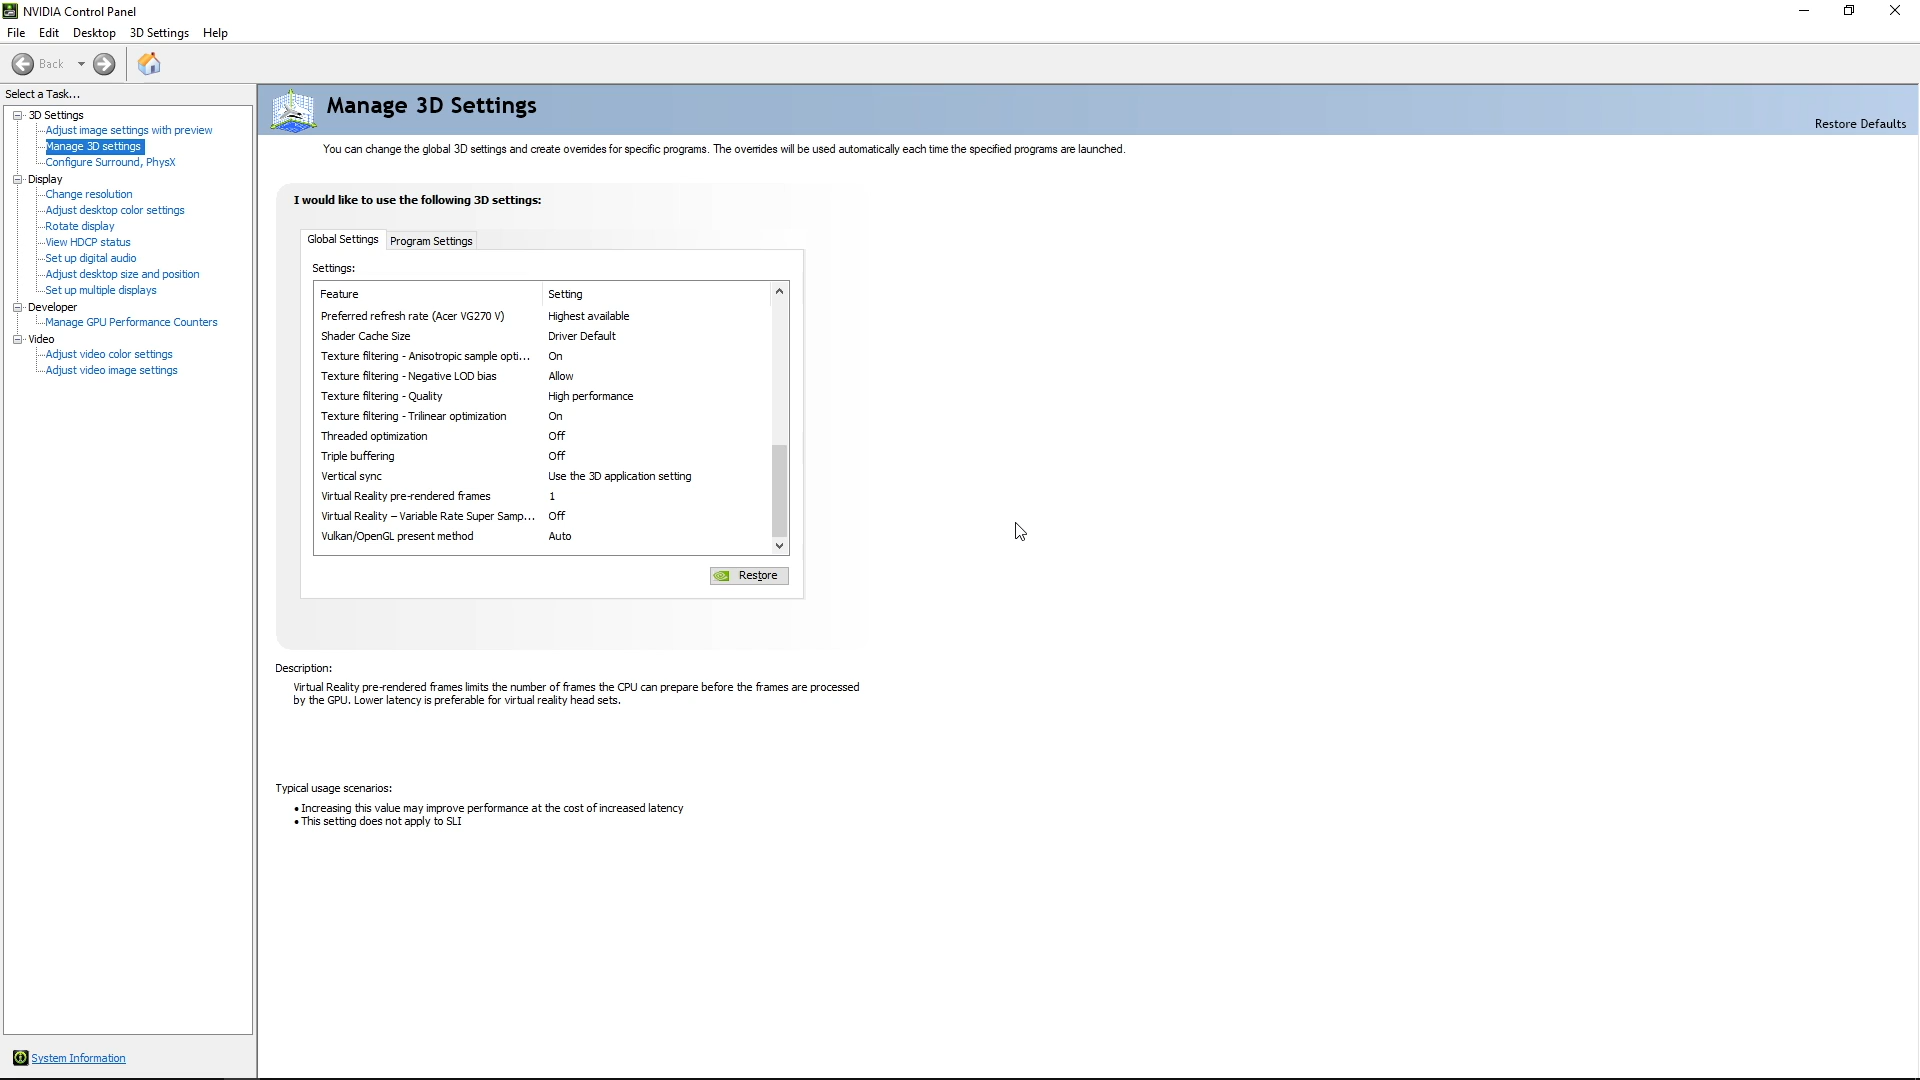 NVIDIA Control Panel
File Edit Desktop 3D Settings Help
Back
Select a Task...
3D Settings
Adjust image settings with preview
Manage 3D settings
Configure Surround, PhysX
Display
Change resolution
Adjust desktop color settings
Rotate display
View HDCP status
Set up digital audio
Adjust desktop size and position
Set up multiple displays
Developer
Manage GPU Performance Counters
Video
Adjust video color settings
Adjust video image settings
System Information
Manage 3D Settings
Restore Defaults
You can change the global 3D settings and create overrides for specific programs. The overrides will be used automatically each time the specified programs are launched.
I would like to use the following 3D settings:
Global Settings Program Settings
Settings:
Feature Setting
Preferred refresh rate (Acer VG270 V) Highest available
Shader Cache Size Driver Default
Texture filtering - Anisotropic sample opti... On
Texture filtering - Negative LOD bias Allow
Texture filtering - Quality High performance
Texture filtering - Trilinear optimization On
Threaded optimization Off
Triple buffering Off
Vertical sync Use the 3D application setting
Virtual Reality pre-rendered frames 1
Virtual Reality – Variable Rate Super Samp... Off
Vulkan/OpenGL present method Auto
Restore
Description:
Virtual Reality pre-rendered frames limits the number of frames the CPU can prepare before the frames are processed
by the GPU. Lower latency is preferable for virtual reality head sets.
Typical usage scenarios:
• Increasing this value may improve performance at the cost of increased latency
• This setting does not apply to SLI